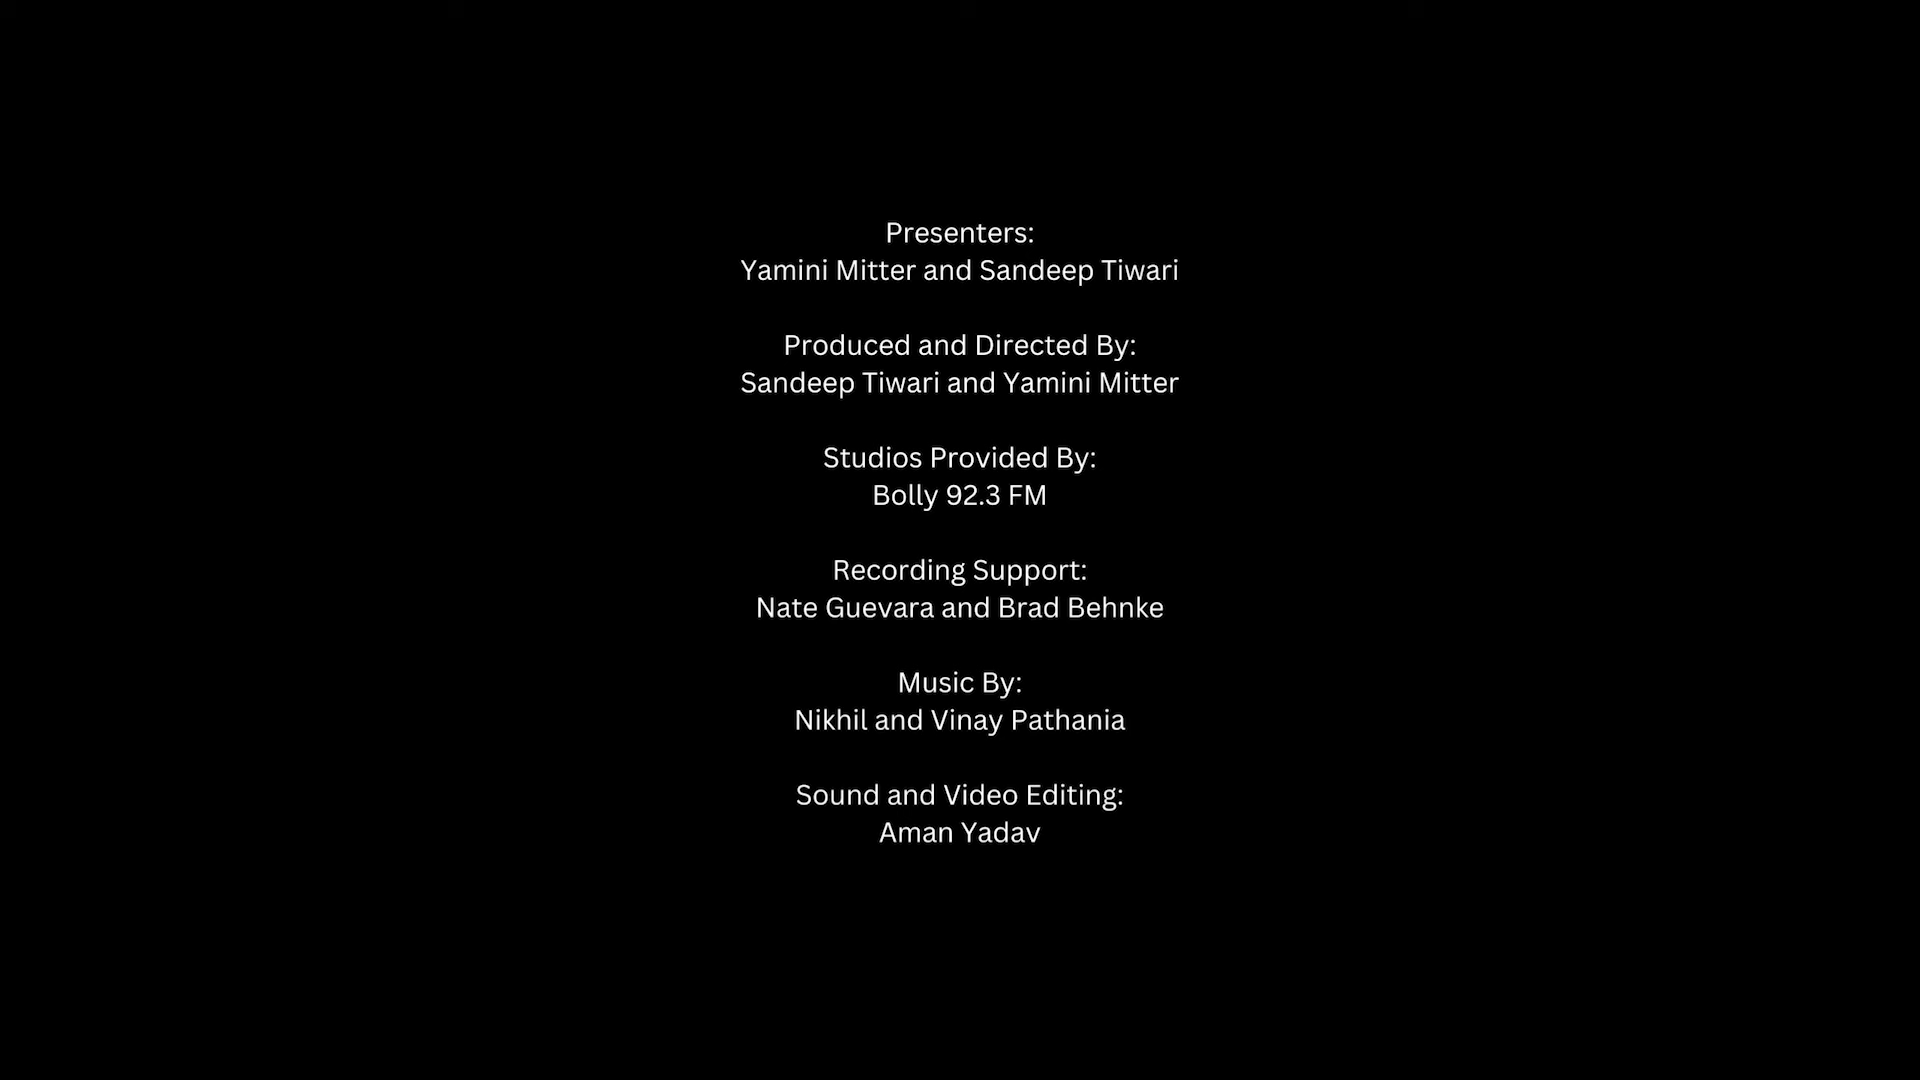 Presenters:
Yamini Mitter and Sandeep Tiwari
Produced and Directed By:
Sandeep Tiwari and Yamini Mitter
Studios Provided By:
Bolly 92.3 FM
Recording Support:
Nate Guevara and Brad Behnke
Music By:
Nikhil and Vinay Pathania
Sound and Video Editing:
Aman Yadav